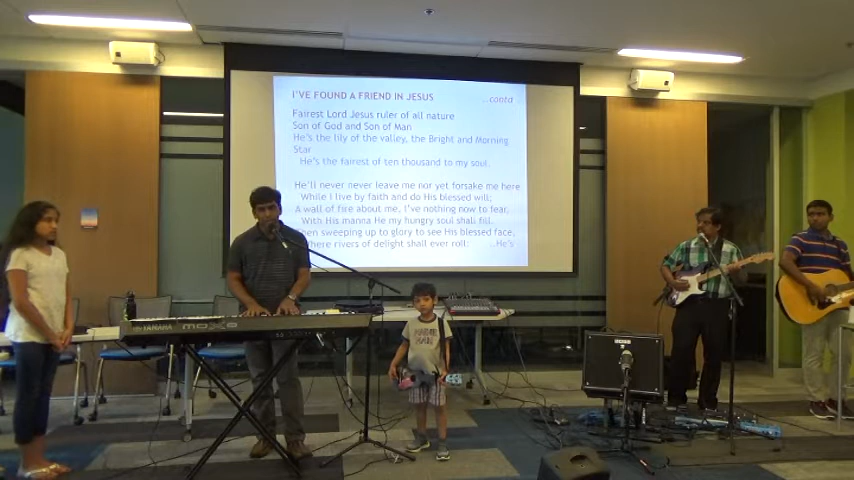 I'VE FOUND A FRIEND IN JESUS ...contd
Fairest Lord Jesus ruler of all nature
Son of God and Son of Man
He's the lily of the valley, the Bright and Morning
Star
He's the fairest of ten thousand to my soul.
He'll never never leave me nor yet forsake me here
While I live by faith and do His blessed will;
A wall of fire about me, I've nothing now to fear,
With His manna He my hungry soul shall fill.
Then sweeping up to glory to see His blessed face,
Where rivers of delight shall ever roll: ...He's
YAMAHA